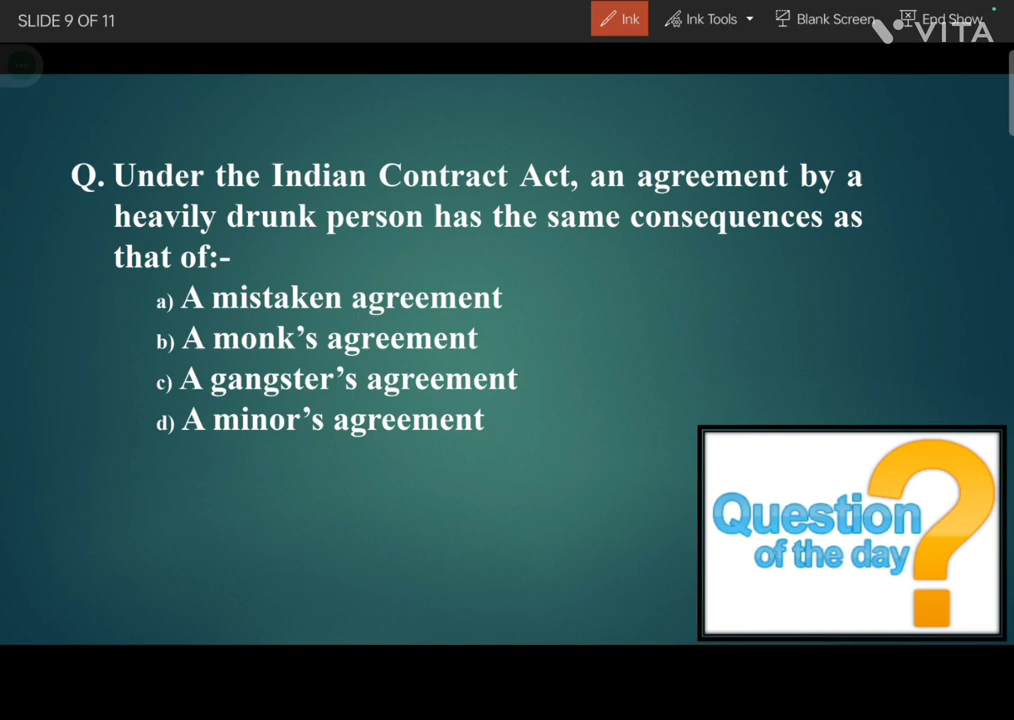 SLIDE 9 OF 11
Ink
Ink Tools
Blank Screen
End Show
VITA
Q. Under the Indian Contract Act, an agreement by a
heavily drunk person has the same consequences as
that of:-
a) A mistaken agreement
b) A monk’s agreement
c) A gangster’s agreement
d) A minor’s agreement
Question
of the day
?